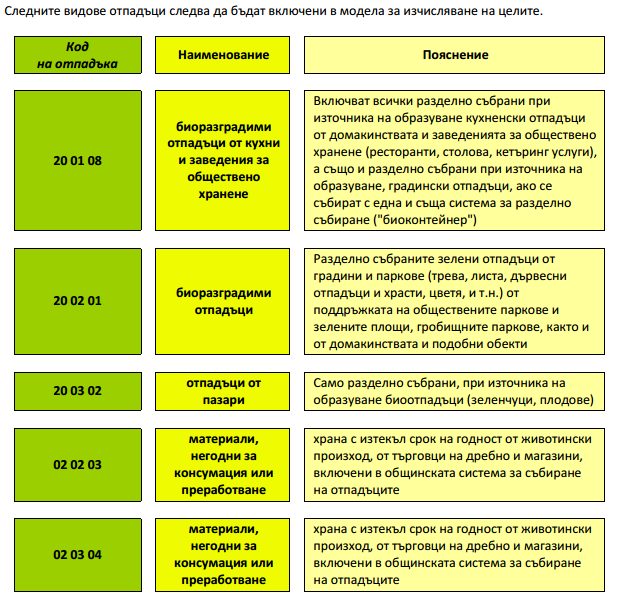 Следните видове отпадъци следва да бъдат включени в модела за изчисляване на целите.
Код
на отпадъка
Наименование
Пояснение
20 01 08
биоразградими
отпадъци от кухни
и заведения за
обществено
хранене
Включват всички разделно събрани при
източника на образуване кухненски отпадъци
от домакинствата и заведенията за обществено
хранене (ресторанти, столова, кетъринг услуги),
а също и разделно събрани при източника на
образуване, градински отпадъци, ако се
събират с една и съща система за разделно
събиране ("биоконтейнер")
20 02 01
биоразградими
отпадъци
Разделно събраните зелени отпадъци от
градини и паркове (трева, листа, дървесни
отпадъци и храсти, цветя, и т.н.) от
поддръжката на обществените паркове и
зелените площи, гробищните паркове, както и
от домакинствата и подобни обекти
20 03 02
отпадъци от
пазари
Само разделно събрани, при източника на
образуване биоотпадъци (зеленчуци, плодове)
02 02 03
материали,
негодни за
консумация или
преработване
храна с изтекъл срок на годност от животински
произход, от търговци на дребно и магазини,
включени в общинската система за събиране
на отпадъците
02 03 04
материали,
негодни за
консумация или
преработване
храна с изтекъл срок на годност от животински
произход, от търговци на дребно и магазини,
включени в общинската система за събиране
на отпадъците